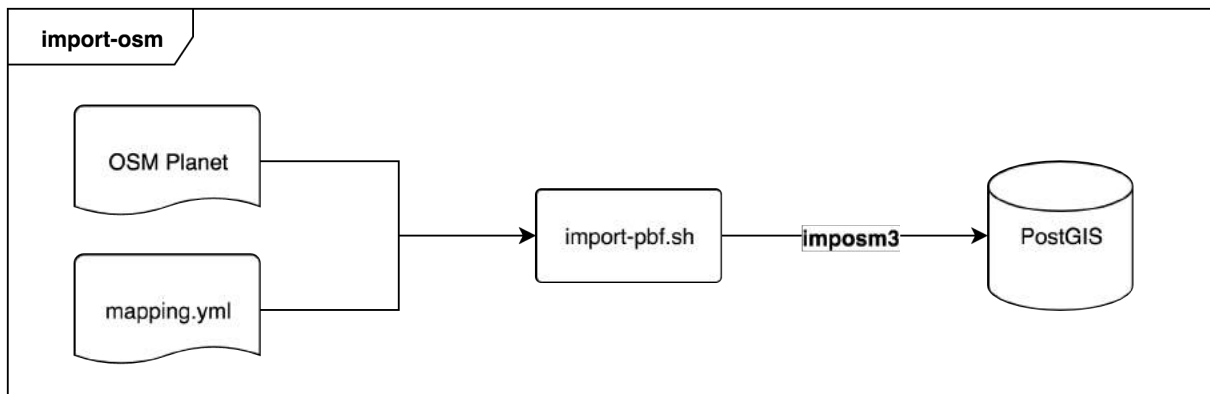 import-osm
OSM Planet
mapping.yml
import-pbf.sh
imposm3
PostGIS